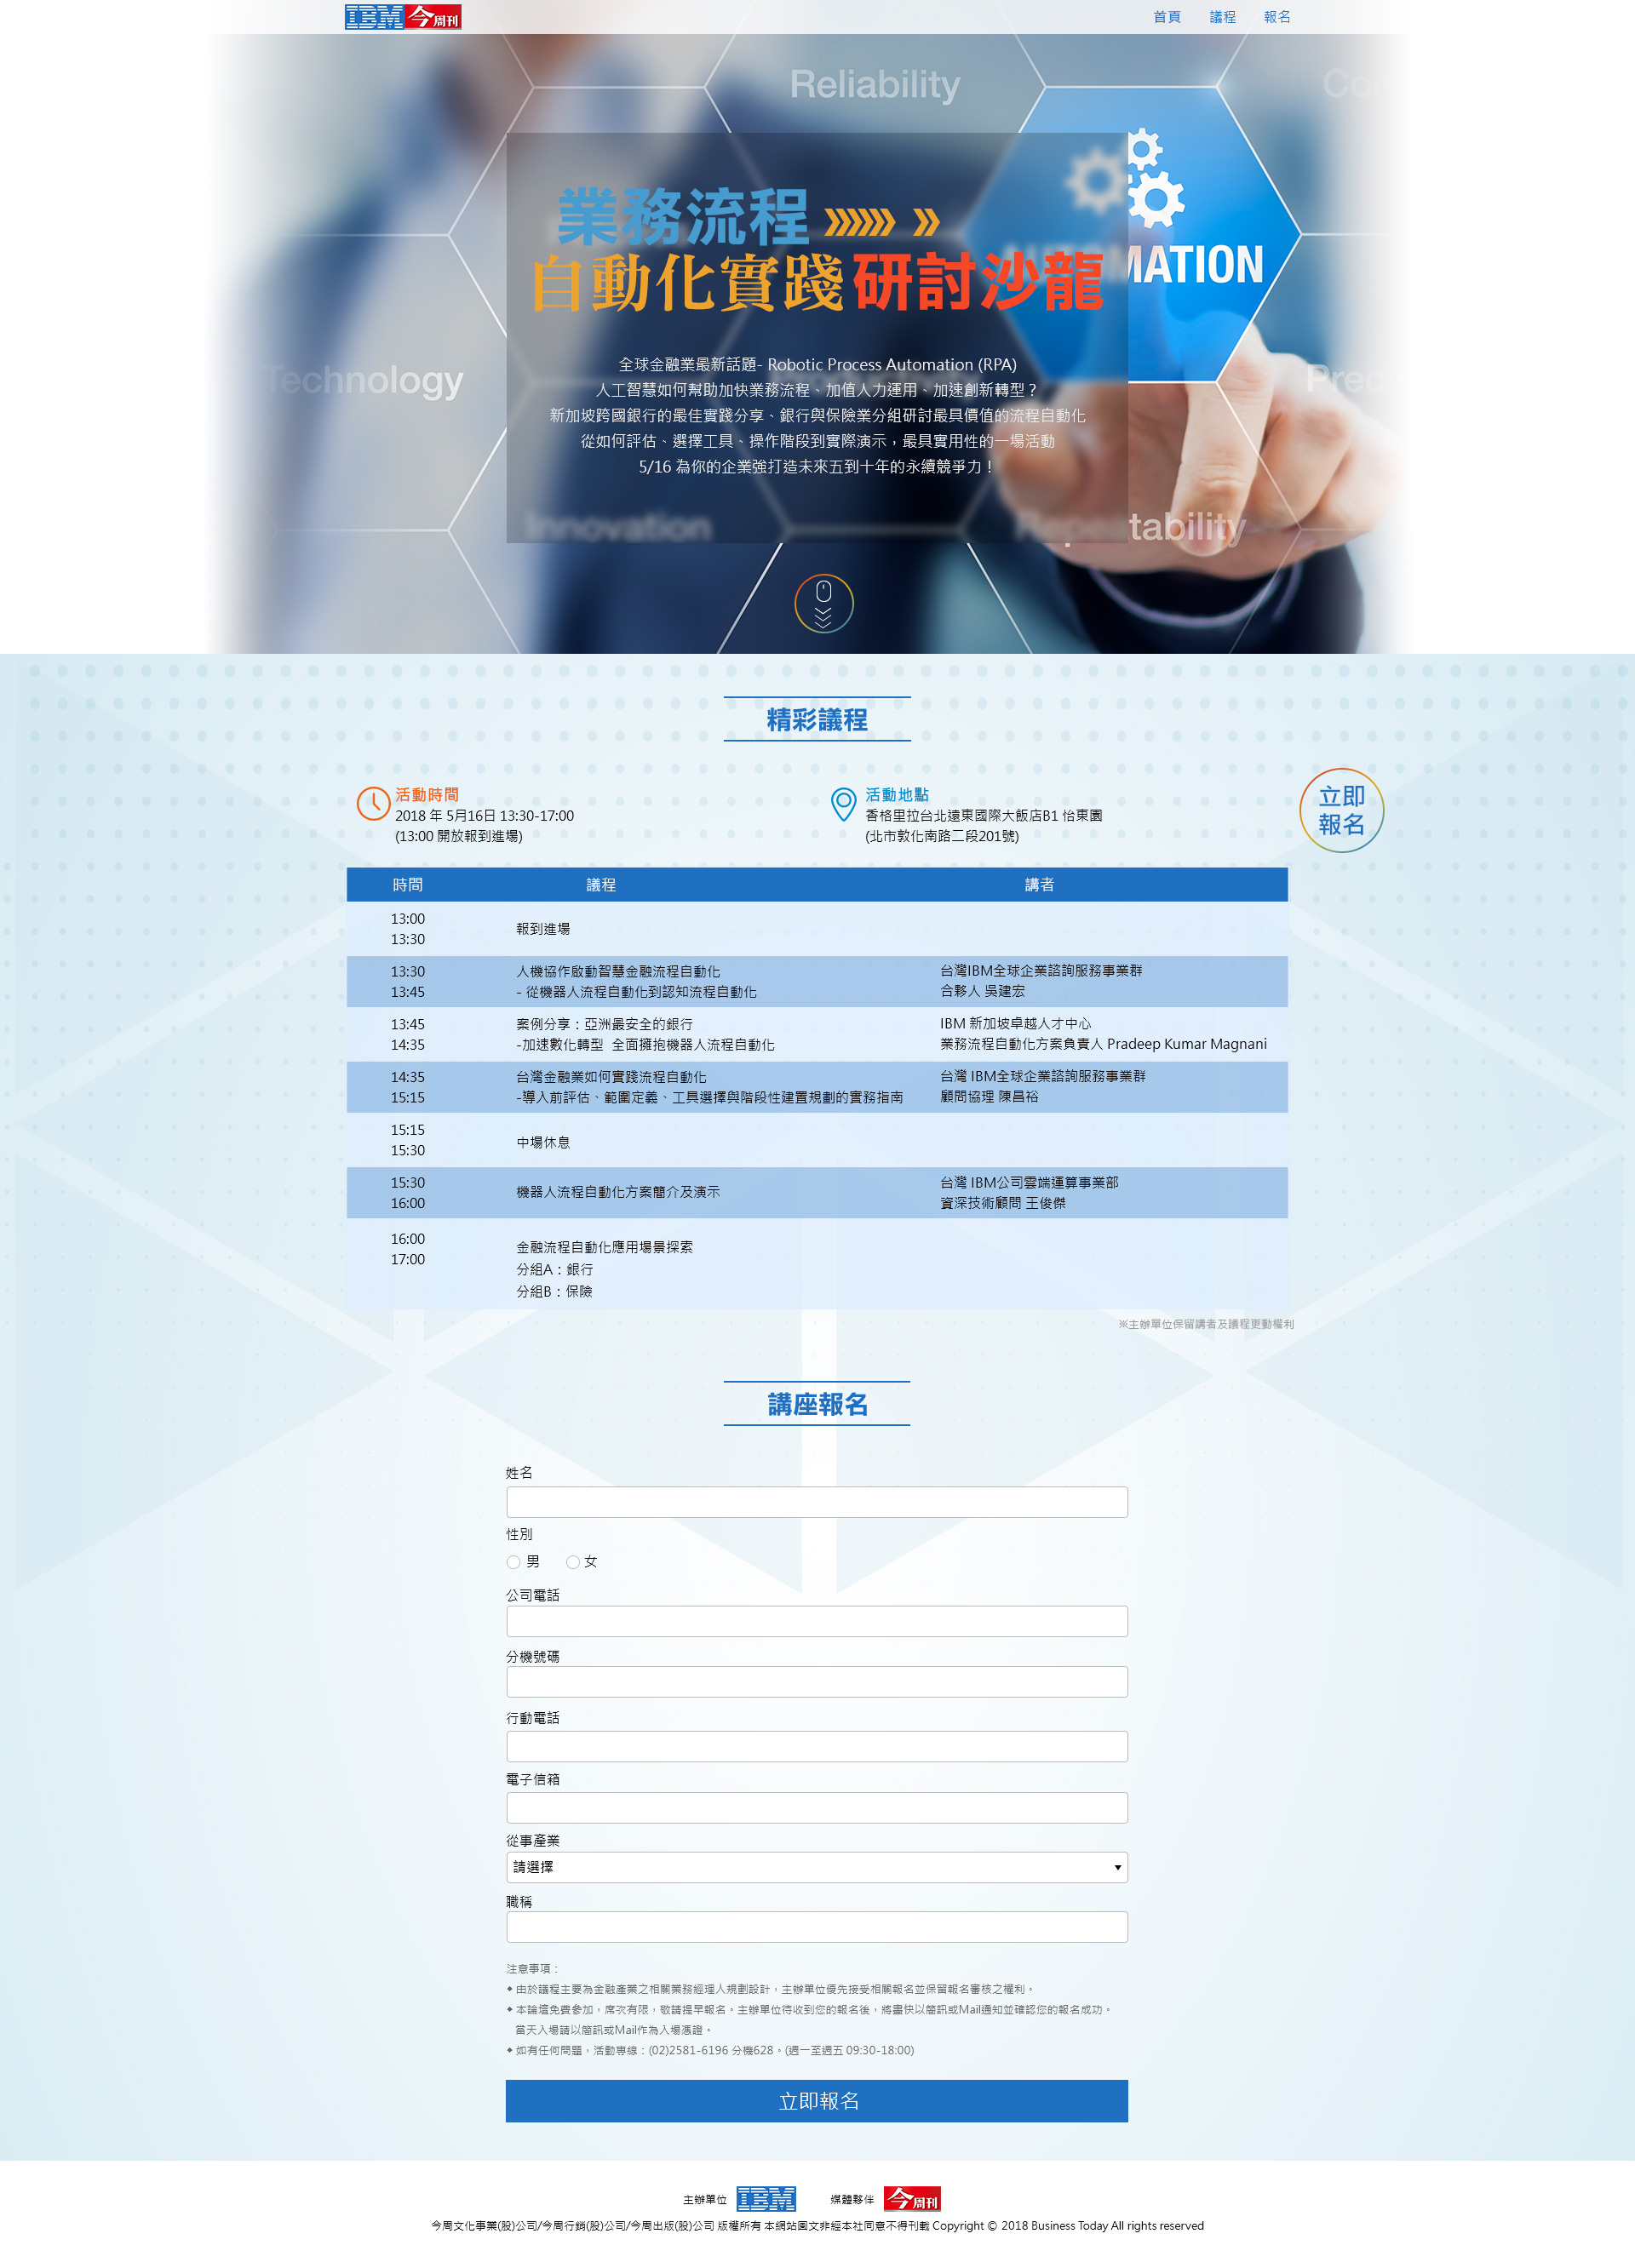 IBM 今周刊
首頁 議程 報名
Reliability
業務流程
AUTOMATION
自動化實踐 研討沙龍
Technology
全球金融業最新話題- Robotic Process Automation (RPA)
人工智慧如何幫助加快業務流程、加值人力運用、加速創新轉型？
新加坡跨國銀行的最佳實踐分享、銀行與保險業分組研討最具價值的流程自動化
從如何評估、選擇工具、操作階段到實際演示，最具實用性的一場活動
5/16 為你的企業強打造未來五到十年的永續競爭力！
Innovation
Repeatability
精彩議程
立即
報名
活動時間
2018 年 5月16日 13:30-17:00
(13:00 開放報到進場)
活動地點
香格里拉台北遠東國際大飯店B1 怡東園
(北市敦化南路二段201號)
時間 議程 講者
13:00
13:30
報到進場
13:30
13:45
人機協作啟動智慧金融流程自動化
- 從機器人流程自動化到認知流程自動化
台灣IBM全球企業諮詢服務事業群
合夥人 吳建宏
13:45
14:35
案例分享：亞洲最安全的銀行
-加速數化轉型 全面擁抱機器人流程自動化
IBM 新加坡卓越人才中心
業務流程自動化方案負責人 Pradeep Kumar Magnani
14:35
15:15
台灣金融業如何實踐流程自動化
-導入前評估、範圍定義、工具選擇與階段性建置規劃的實務指南
台灣 IBM全球企業諮詢服務事業群
顧問協理 陳昌裕
15:15
15:30
中場休息
15:30
16:00
機器人流程自動化方案簡介及演示
台灣 IBM公司雲端運算事業部
資深技術顧問 王俊傑
16:00
17:00
金融流程自動化應用場景探索
分組A：銀行
分組B：保險
※主辦單位保留講者及議程更動權利
講座報名
姓名
性別
男 女
公司電話
分機號碼
行動電話
電子信箱
從事產業
請選擇
職稱
注意事項：
◆ 由於議程主要為金融產業之相關業務經理人規劃設計，主辦單位優先接受相關報名並保留報名審核之權利。
◆ 本論壇免費參加，席次有限，敬請提早報名。主辦單位待收到您的報名後，將盡快以簡訊或Mail通知並確認您的報名成功。
當天入場請以簡訊或Mail作為入場憑證。
◆ 如有任何問題，活動專線：(02)2581-6196 分機628。(週一至週五 09:30-18:00)
立即報名
主辦單位 IBM 媒體夥伴 今周刊
今周文化事業(股)公司/今周行銷(股)公司/今周出版(股)公司 版權所有 本網站圖文非經本社同意不得刊載 Copyright © 2018 Business Today All rights reserved